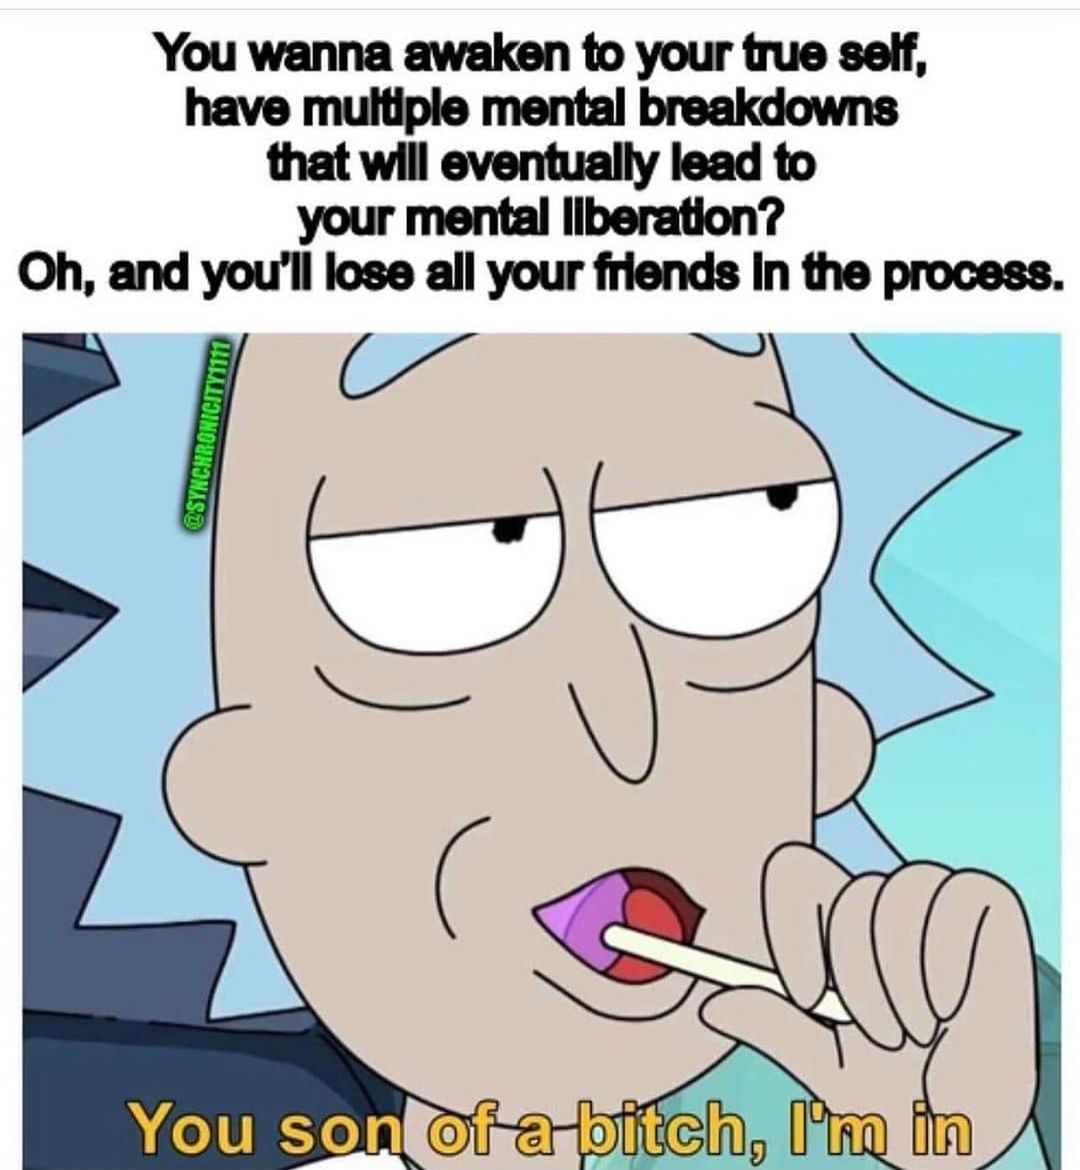 You wanna awaken to your true self,
have multiple mental breakdowns
that will eventually lead to
your mental liberation?
Oh, and you'll lose all your friends in the process.
@SYNCHRONICITY1111
You son of a bitch, I'm in